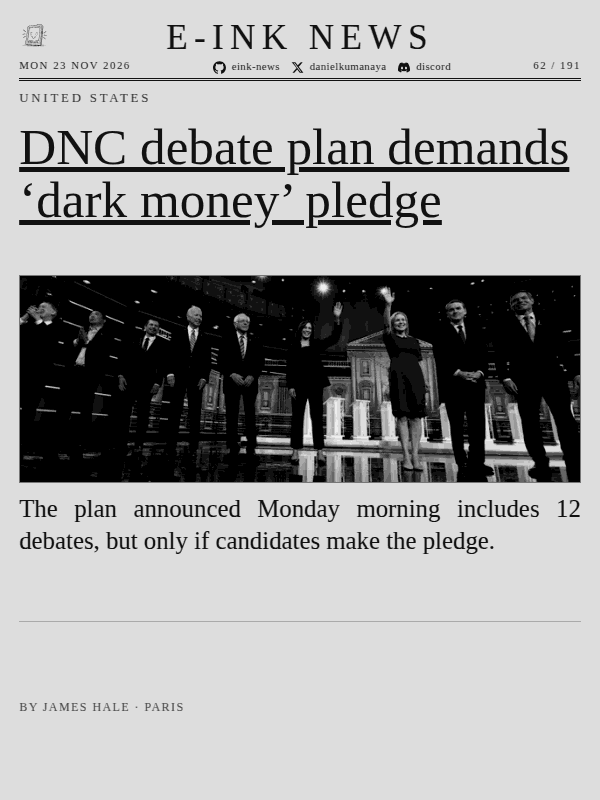 E-INK NEWS
MON 23 NOV 2026
eink-news danielkumanaya discord
62 / 191
UNITED STATES
DNC debate plan demands
‘dark money’ pledge
The plan announced Monday morning includes 12
debates, but only if candidates make the pledge.
BY JAMES HALE · PARIS